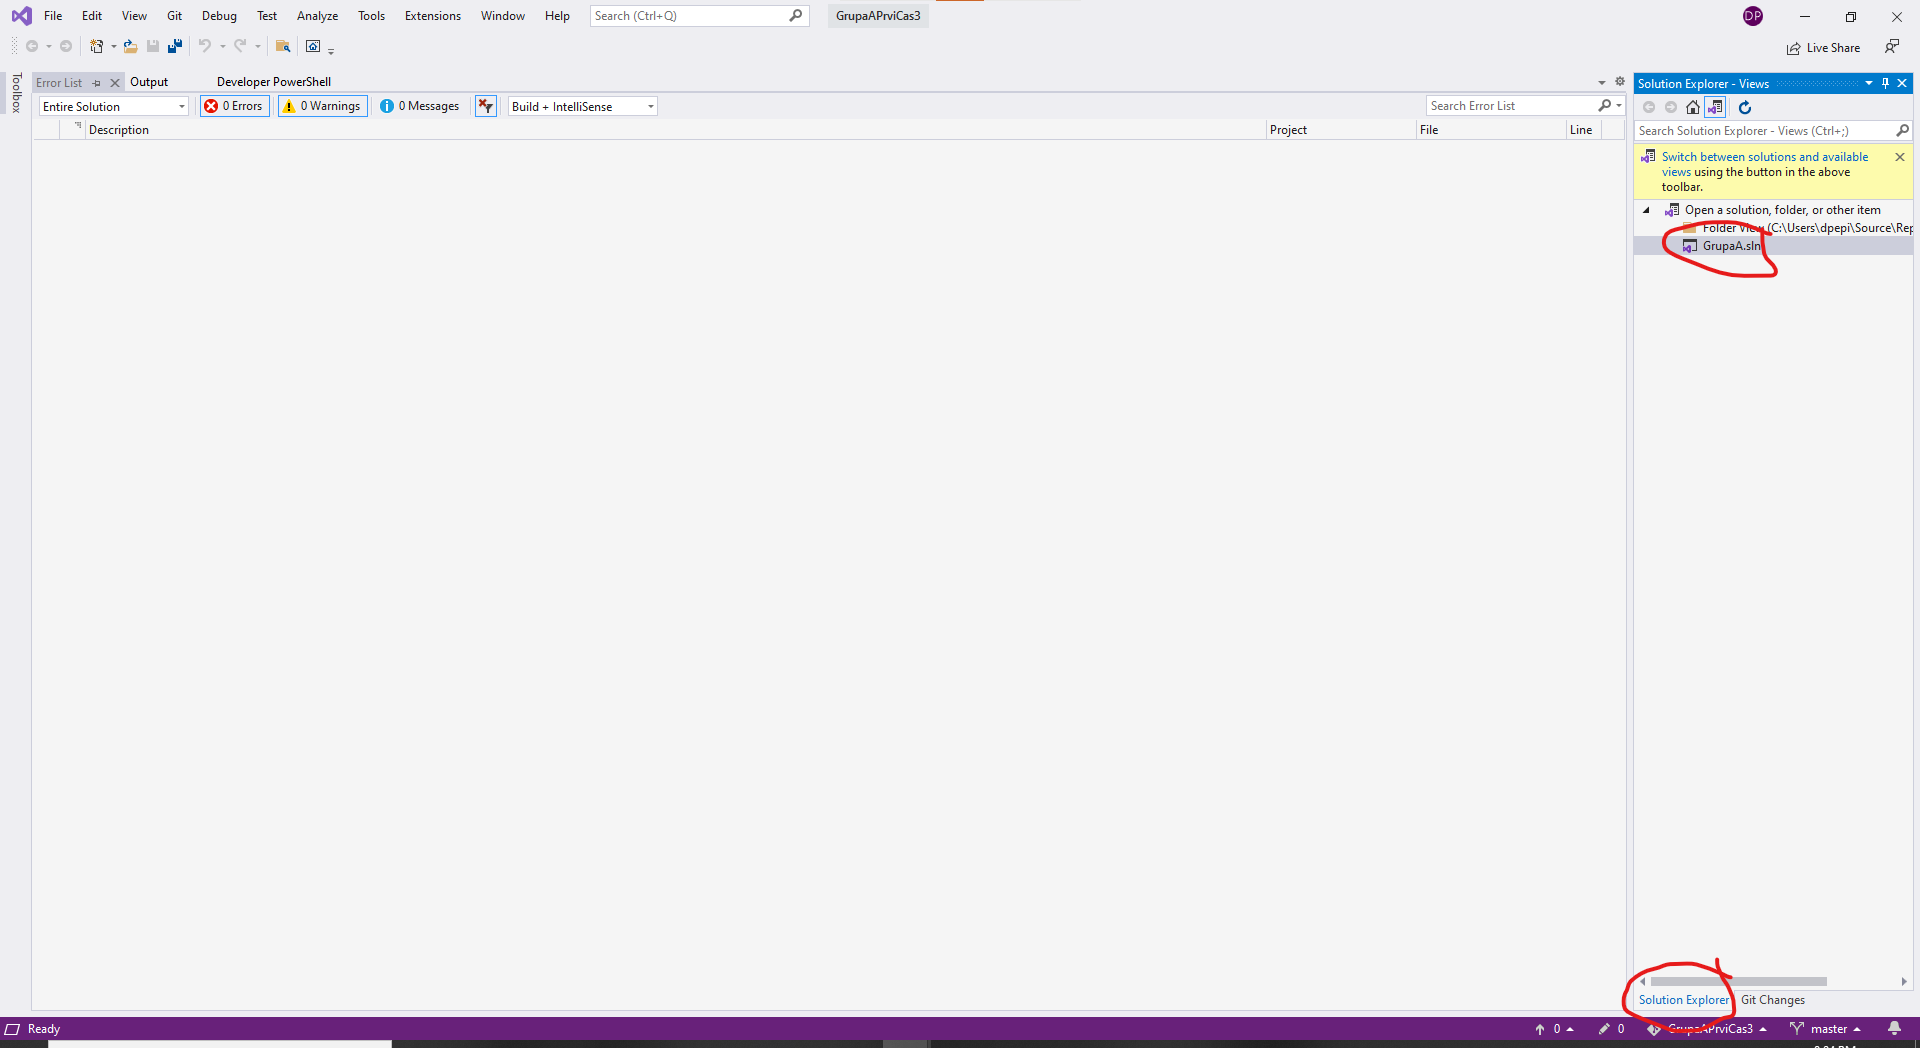 File Edit View Git Debug Test Analyze Tools Extensions Window Help Search (Ctrl+Q) GrupaAPrviCas3 DP
Live Share
Toolbox
Error List Output Developer PowerShell
Entire Solution 0 Errors 0 Warnings 0 Messages Build + IntelliSense Search Error List
Description Project File Line
Solution Explorer - Views
Search Solution Explorer - Views (Ctrl+;)
Switch between solutions and available
views using the button in the above
toolbar.
Open a solution, folder, or other item
Folder View (C:\Users\dpepi\Source\Rep
GrupaA.sln
Solution Explorer Git Changes
Ready 0 0 GrupaAPrviCas3 master